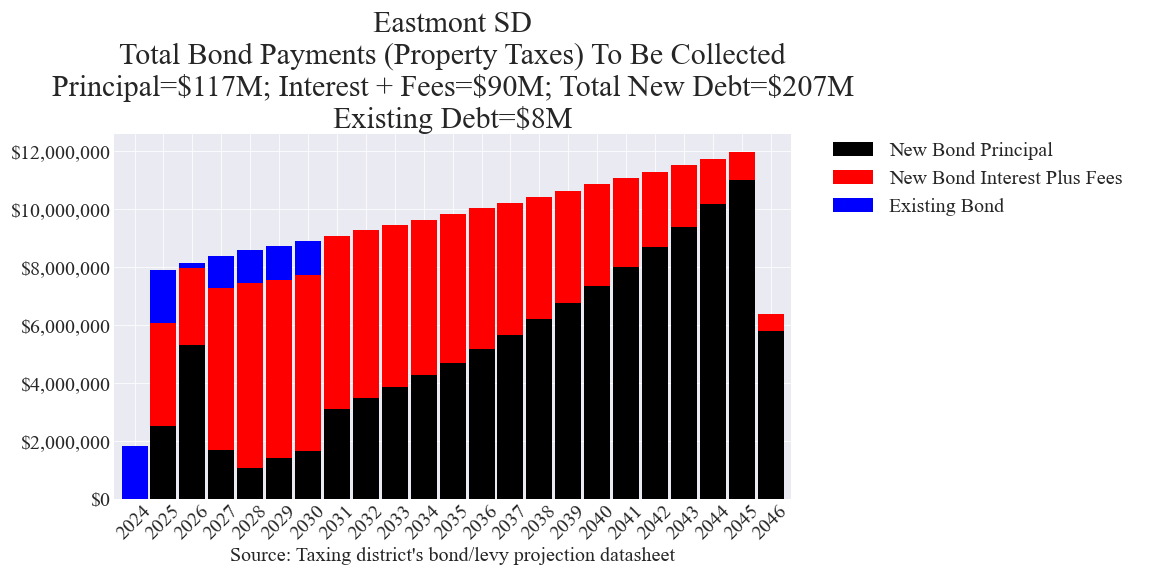 Eastmont SD
Total Bond Payments (Property Taxes) To Be Collected
Principal=$117M; Interest + Fees=$90M; Total New Debt=$207M
Existing Debt=$8M
$12,000,000
$10,000,000
$8,000,000
$6,000,000
$4,000,000
$2,000,000
$0
New Bond Principal
New Bond Interest Plus Fees
Existing Bond
2024 2025 2026 2027 2028 2029 2030 2031 2032 2033 2034 2035 2036 2037 2038 2039 2040 2041 2042 2043 2044 2045 2046
Source: Taxing district's bond/levy projection datasheet